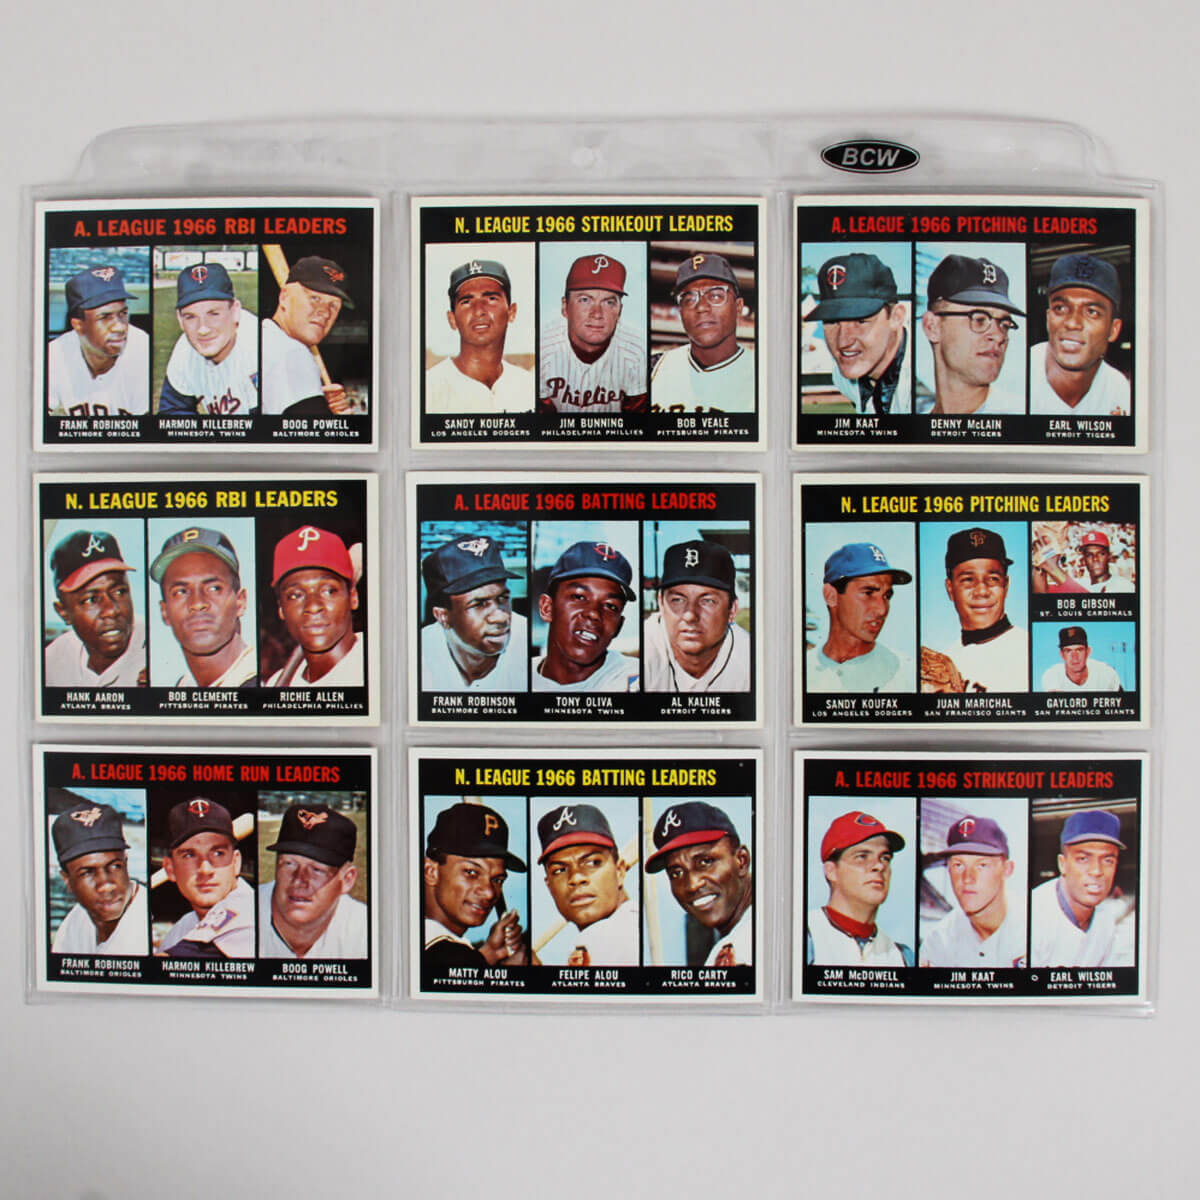 BCW
A. LEAGUE 1966 RBI LEADERS
FRANK ROBINSON
BALTIMORE ORIOLES
HARMON KILLEBREW
MINNESOTA TWINS
BOOG POWELL
BALTIMORE ORIOLES
N. LEAGUE 1966 STRIKEOUT LEADERS
Phillies
SANDY KOUFAX
LOS ANGELES DODGERS
JIM BUNNING
PHILADELPHIA PHILLIES
BOB VEALE
PITTSBURGH PIRATES
A. LEAGUE 1966 PITCHING LEADERS
JIM KAAT
MINNESOTA TWINS
DENNY McLAIN
DETROIT TIGERS
EARL WILSON
DETROIT TIGERS
N. LEAGUE 1966 RBI LEADERS
HANK AARON
ATLANTA BRAVES
BOB CLEMENTE
PITTSBURGH PIRATES
RICHIE ALLEN
PHILADELPHIA PHILLIES
A. LEAGUE 1966 BATTING LEADERS
FRANK ROBINSON
BALTIMORE ORIOLES
TONY OLIVA
MINNESOTA TWINS
AL KALINE
DETROIT TIGERS
N. LEAGUE 1966 PITCHING LEADERS
SANDY KOUFAX
LOS ANGELES DODGERS
JUAN MARICHAL
SAN FRANCISCO GIANTS
BOB GIBSON
ST. LOUIS CARDINALS
GAYLORD PERRY
SAN FRANCISCO GIANTS
A. LEAGUE 1966 HOME RUN LEADERS
FRANK ROBINSON
BALTIMORE ORIOLES
HARMON KILLEBREW
MINNESOTA TWINS
BOOG POWELL
BALTIMORE ORIOLES
N. LEAGUE 1966 BATTING LEADERS
MATTY ALOU
PITTSBURGH PIRATES
FELIPE ALOU
ATLANTA BRAVES
RICO CARTY
ATLANTA BRAVES
A. LEAGUE 1966 STRIKEOUT LEADERS
SAM McDOWELL
CLEVELAND INDIANS
JIM KAAT
MINNESOTA TWINS
EARL WILSON
DETROIT TIGERS